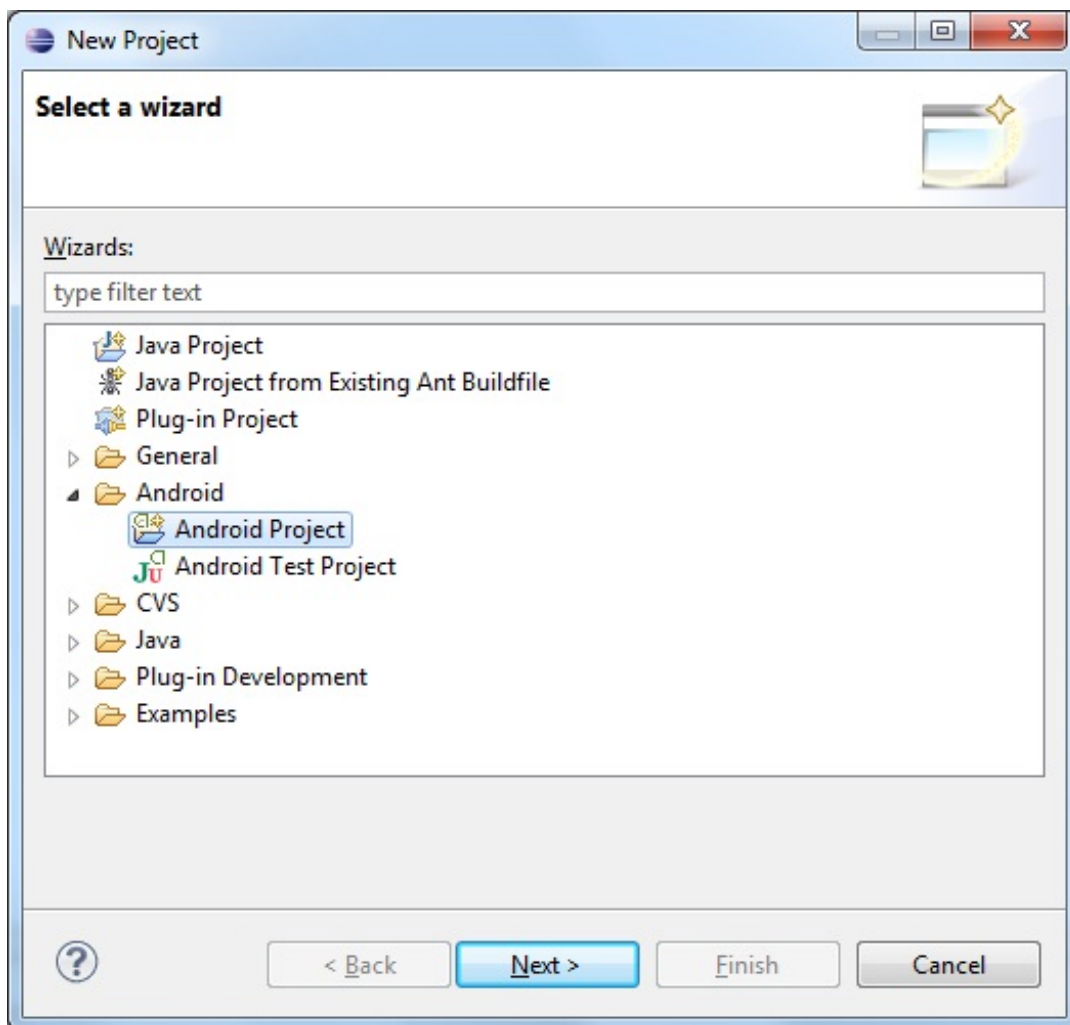 New Project
Select a wizard
Wizards:
type filter text
Java Project
Java Project from Existing Ant Buildfile
Plug-in Project
General
Android
Android Project
Android Test Project
CVS
Java
Plug-in Development
Examples
< Back Next > Finish Cancel